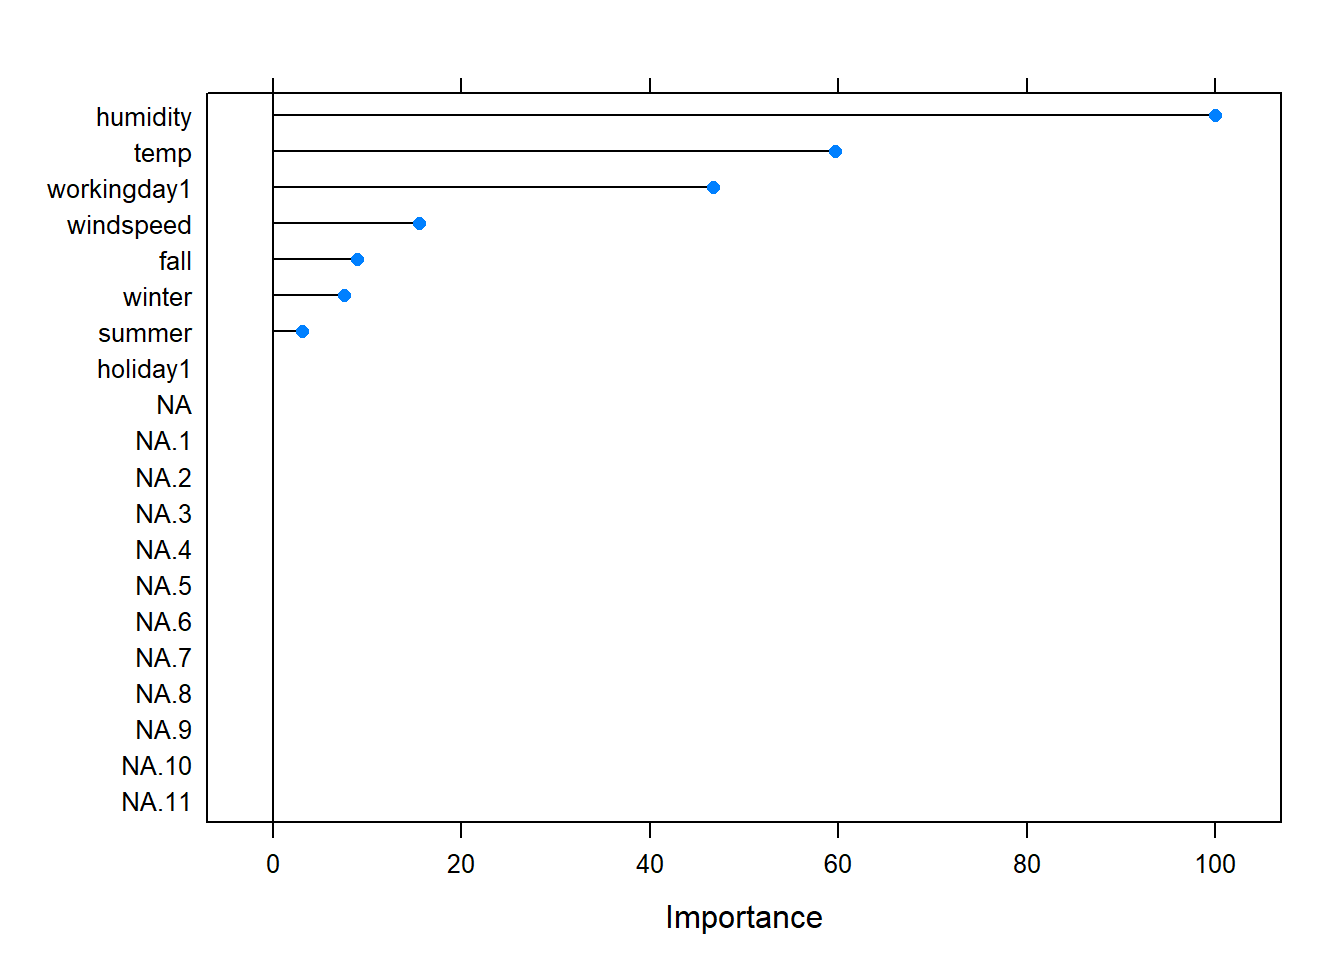 humidity
temp
workingday1
windspeed
fall
winter
summer
holiday1
NA
NA.1
NA.2
NA.3
NA.4
NA.5
NA.6
NA.7
NA.8
NA.9
NA.10
NA.11
0 20 40 60 80 100
Importance